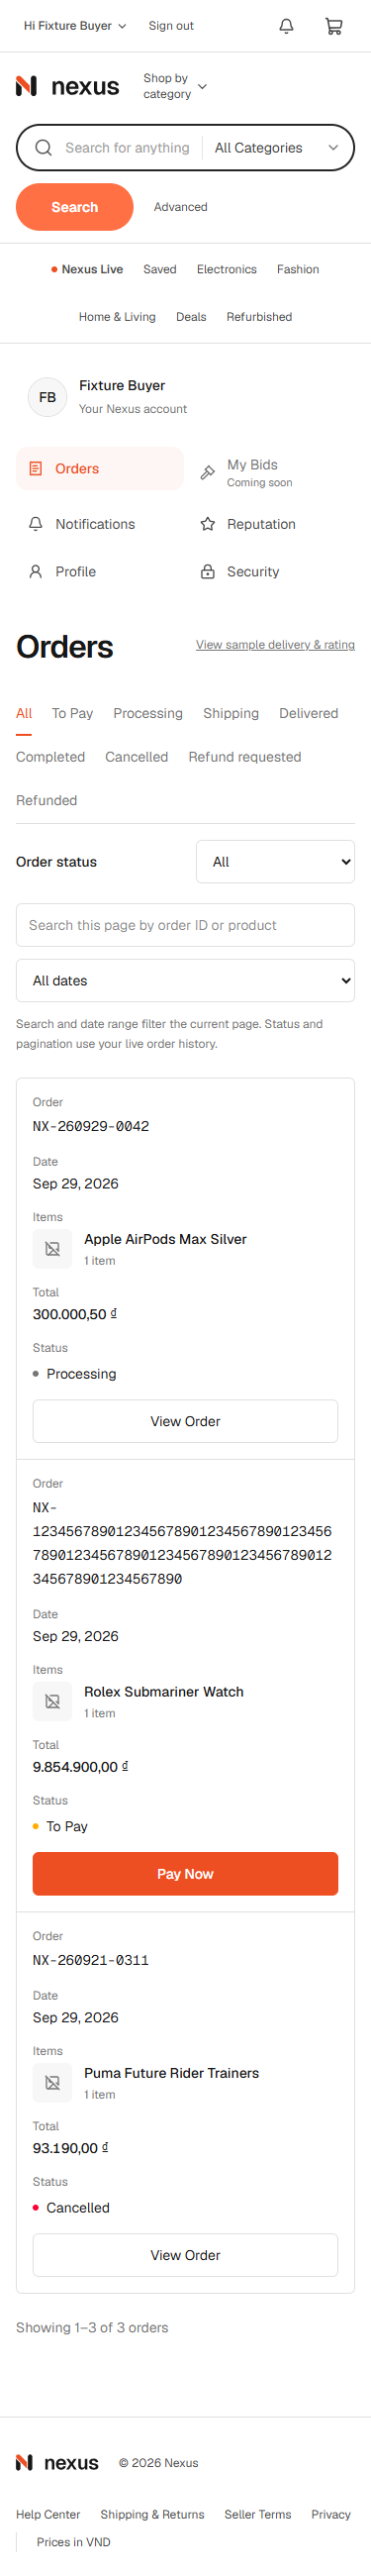 Hi Fixture Buyer
Sign out
nexus
Shop by
category
Search for anything
All Categories
Search
Advanced
Nexus Live
Saved
Electronics
Fashion
Home & Living
Deals
Refurbished
FB
Fixture Buyer
Your Nexus account
Orders
My Bids
Coming soon
Notifications
Reputation
Profile
Security
Orders
View sample delivery & rating
All
To Pay
Processing
Shipping
Delivered
Completed
Cancelled
Refund requested
Refunded
Order status
All
Search this page by order ID or product
All dates
Search and date range filter the current page. Status and
pagination use your live order history.
Order
NX-260929-0042
Date
Sep 29, 2026
Items
Apple AirPods Max Silver
1 item
Total
300.000,50 ₫
Status
Processing
View Order
Order
NX-
1234567890123456789012345678901234567
789012345678901234567890123456789012
345678901234567890
Date
Sep 29, 2026
Items
Rolex Submariner Watch
1 item
Total
9.854.900,00 ₫
Status
To Pay
Pay Now
Order
NX-260921-0311
Date
Sep 29, 2026
Items
Puma Future Rider Trainers
1 item
Total
93.190,00 ₫
Status
Cancelled
View Order
Showing 1–3 of 3 orders
nexus
© 2026 Nexus
Help Center
Shipping & Returns
Seller Terms
Privacy
Prices in VND